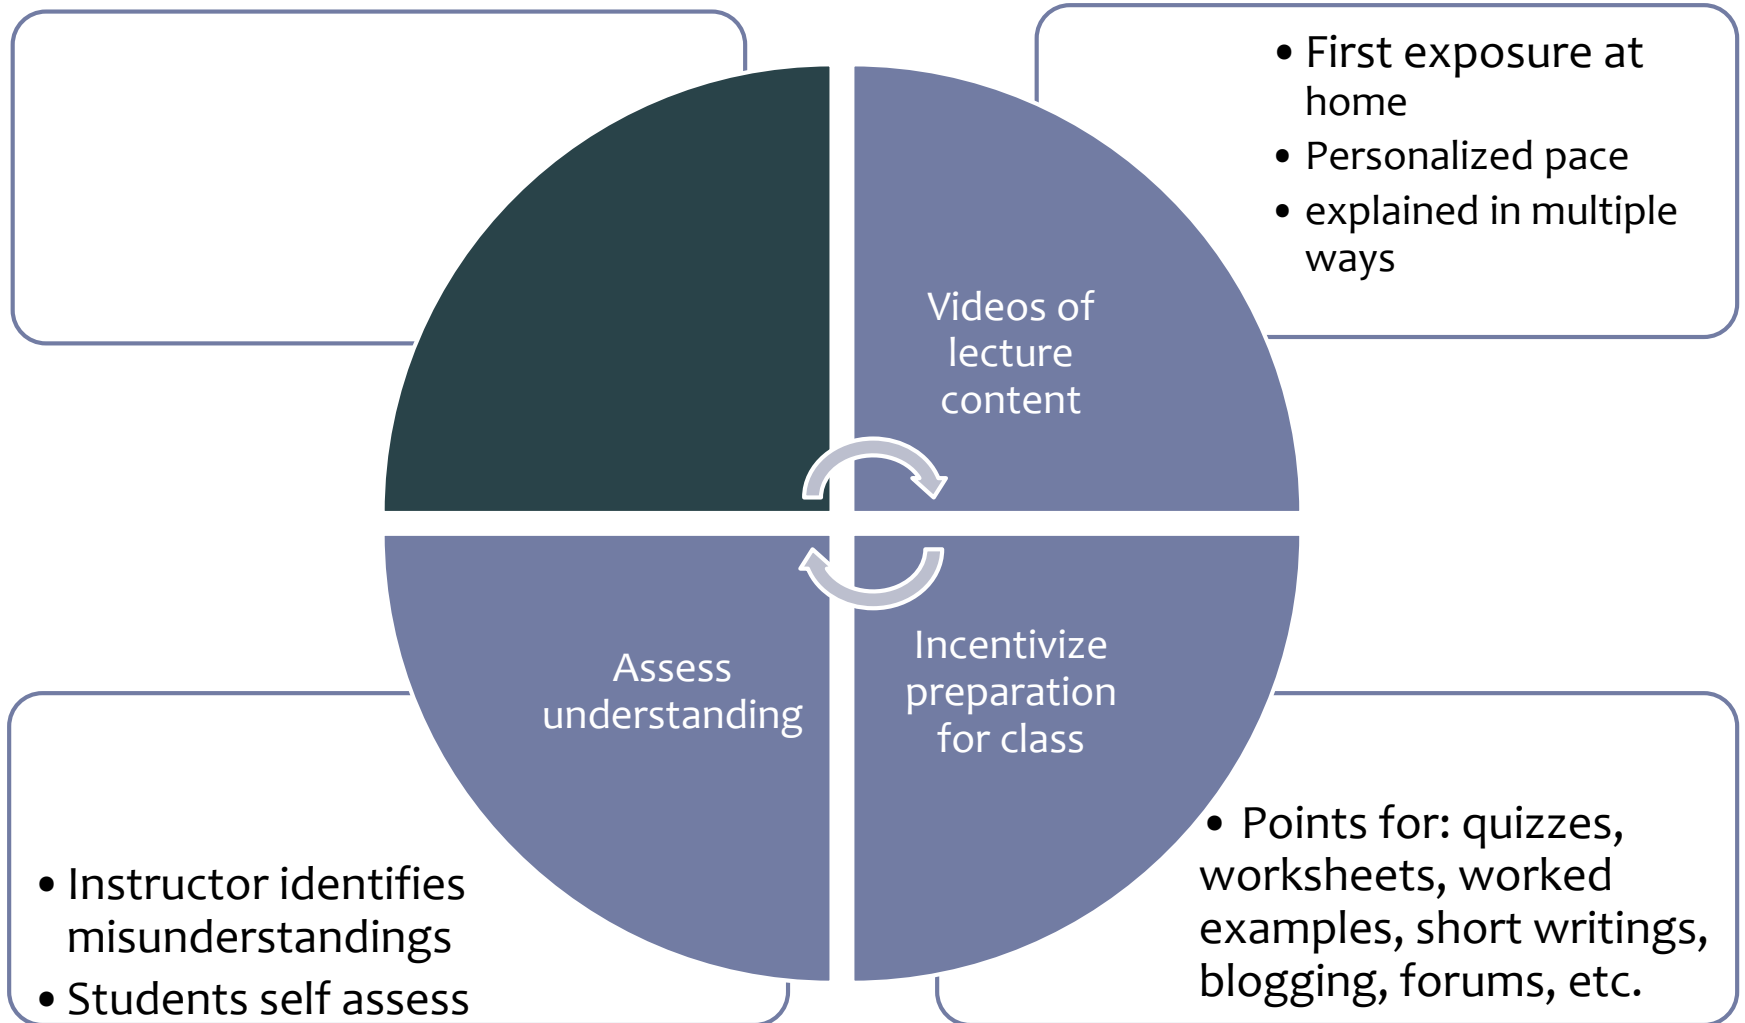 • First exposure at
home
• Personalized pace
• explained in multiple
ways
Videos of
lecture
content
Incentivize
preparation
for class
• Points for: quizzes,
worksheets, worked
examples, short writings,
blogging, forums, etc.
Assess
understanding
• Instructor identifies
misunderstandings
• Students self assess